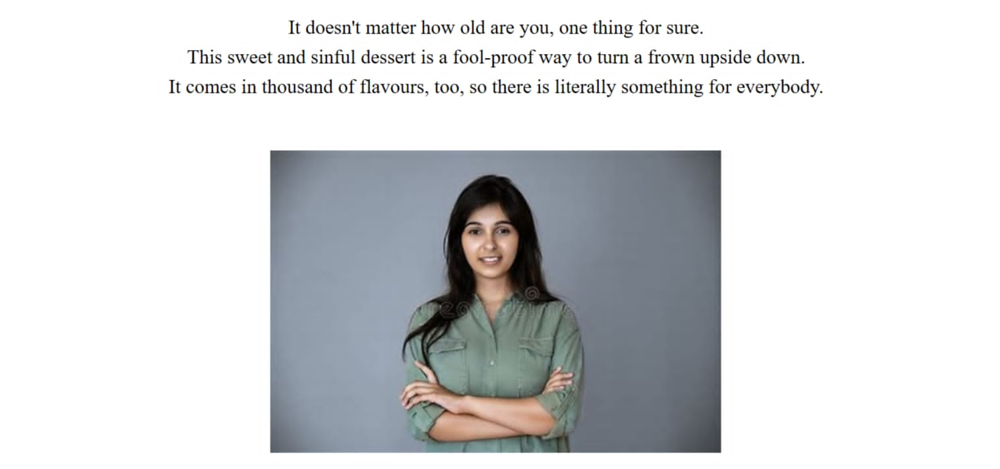 It doesn't matter how old are you, one thing for sure.
This sweet and sinful dessert is a fool-proof way to turn a frown upside down.
It comes in thousand of flavours, too, so there is literally something for everybody.